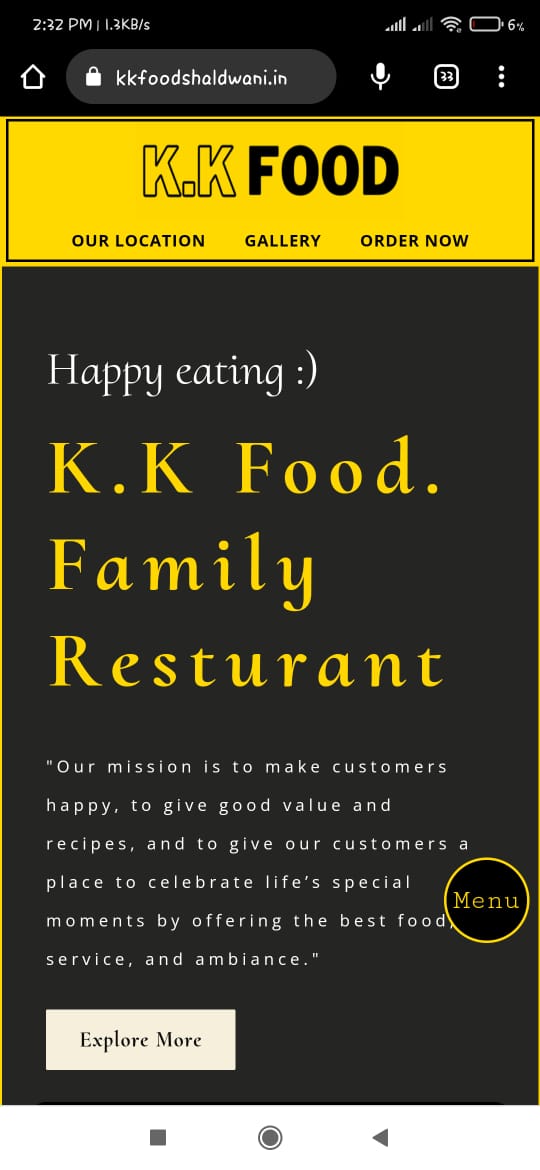 2:32 PM | 1.3KB/s 6%
kkfoodshaldwani.in 33
K.K FOOD
OUR LOCATION GALLERY ORDER NOW
Happy eating :)
K.K Food.
Family
Resturant
"Our mission is to make customers
happy, to give good value and
recipes, and to give our customers a
place to celebrate life’s special
moments by offering the best food,
service, and ambiance."
Menu
Explore More